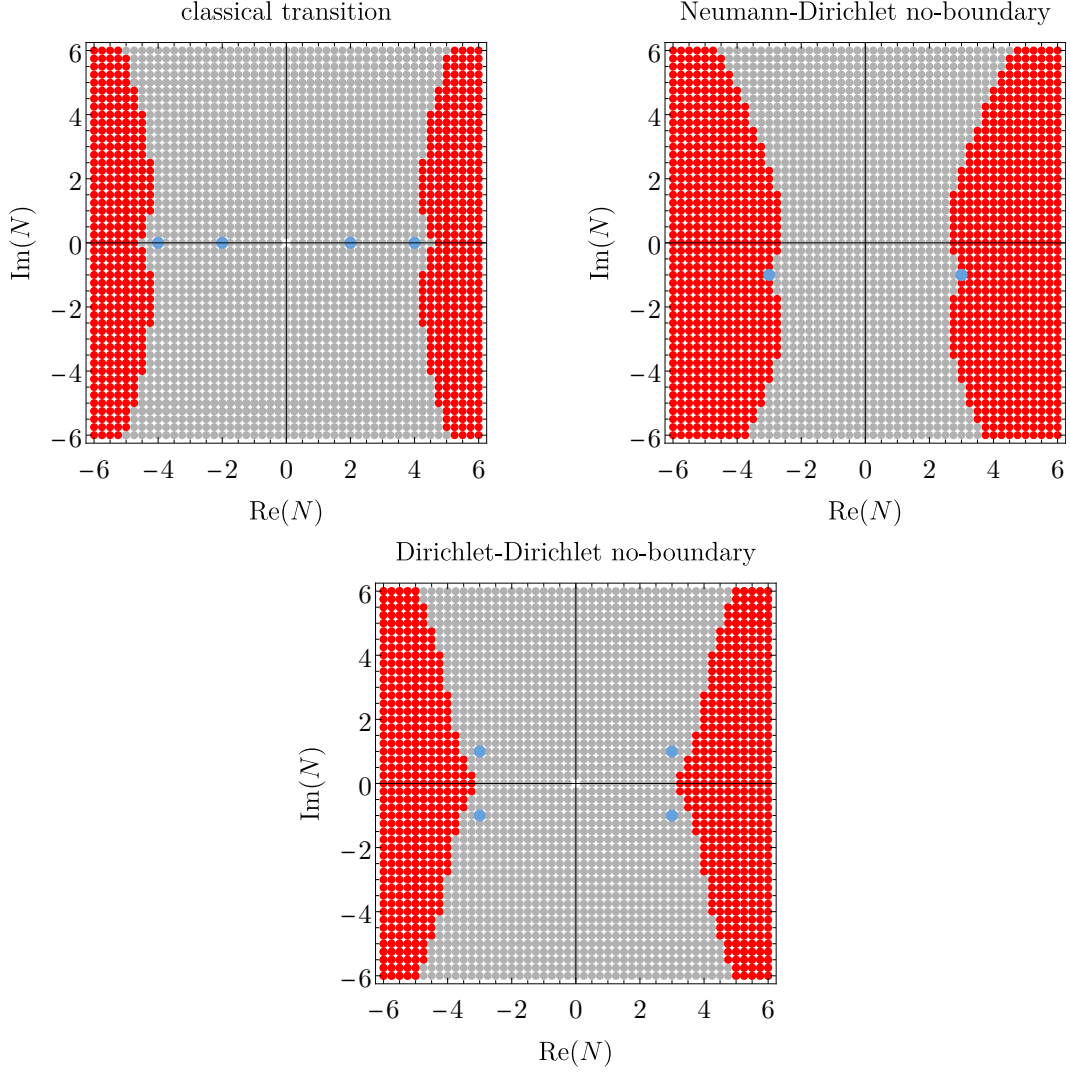 classical transition
Neumann-Dirichlet no-boundary
6
4
2
0
−2
−4
−6
Im(N)
−6 −4 −2 0 2 4 6
Re(N)
6
4
2
0
−2
−4
−6
Im(N)
−6 −4 −2 0 2 4 6
Re(N)
Dirichlet-Dirichlet no-boundary
6
4
2
0
−2
−4
−6
Im(N)
−6 −4 −2 0 2 4 6
Re(N)